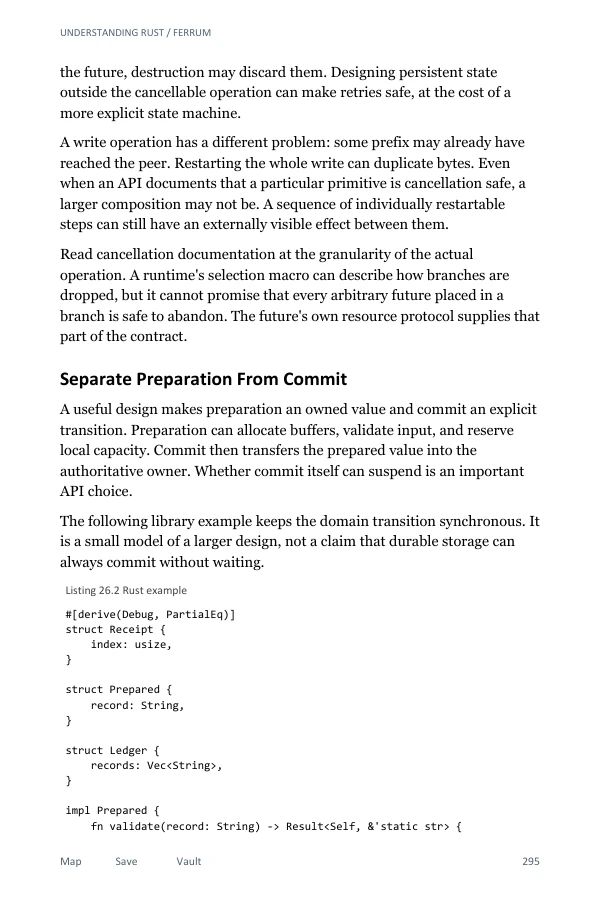 UNDERSTANDING RUST / FERRUM
the future, destruction may discard them. Designing persistent state
outside the cancellable operation can make retries safe, at the cost of a
more explicit state machine.
A write operation has a different problem: some prefix may already have
reached the peer. Restarting the whole write can duplicate bytes. Even
when an API documents that a particular primitive is cancellation safe, a
larger composition may not be. A sequence of individually restartable
steps can still have an externally visible effect between them.
Read cancellation documentation at the granularity of the actual
operation. A runtime's selection macro can describe how branches are
dropped, but it cannot promise that every arbitrary future placed in a
branch is safe to abandon. The future's own resource protocol supplies that
part of the contract.
Separate Preparation From Commit
A useful design makes preparation an owned value and commit an explicit
transition. Preparation can allocate buffers, validate input, and reserve
local capacity. Commit then transfers the prepared value into the
authoritative owner. Whether commit itself can suspend is an important
API choice.
The following library example keeps the domain transition synchronous. It
is a small model of a larger design, not a claim that durable storage can
always commit without waiting.
Listing 26.2 Rust example
#[derive(Debug, PartialEq)]
struct Receipt {
    index: usize,
}

struct Prepared {
    record: String,
}

struct Ledger {
    records: Vec<String>,
}

impl Prepared {
    fn validate(record: String) -> Result<Self, &'static str> {
Map Save Vault 295